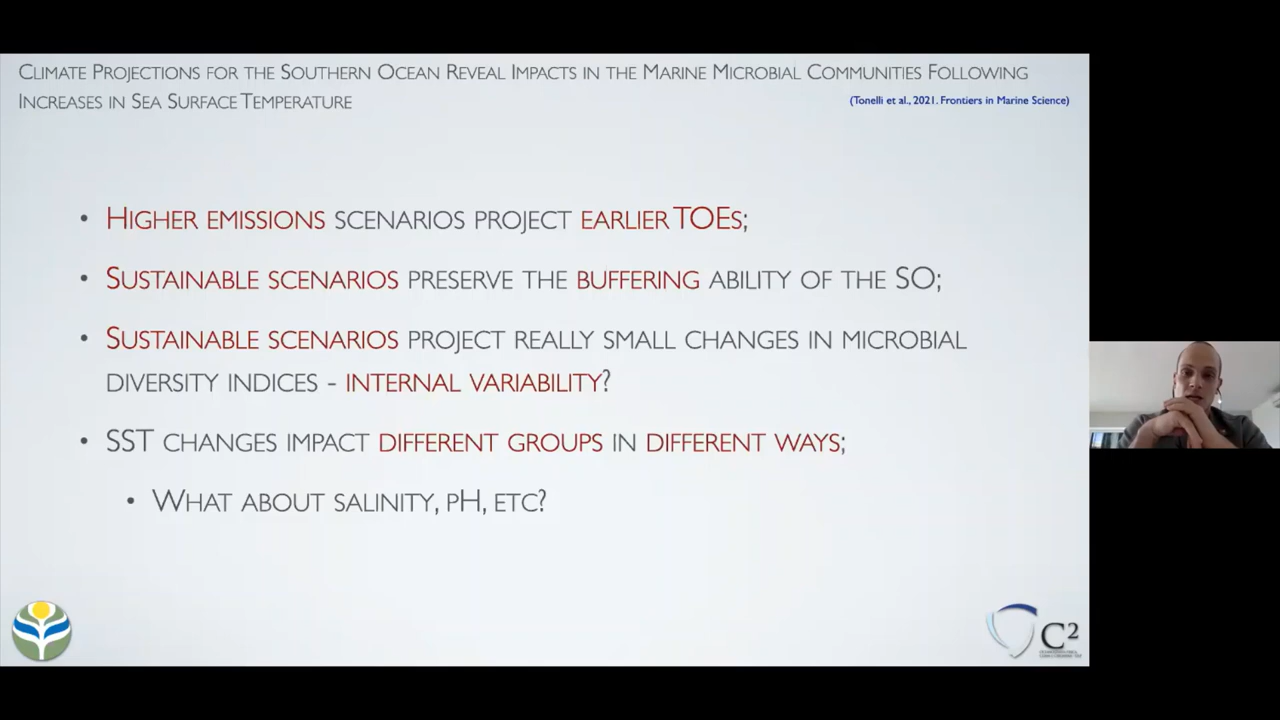 Climate Projections for the Southern Ocean Reveal Impacts in the Marine Microbial Communities Following
Increases in Sea Surface Temperature
(Tonelli et al., 2021. Frontiers in Marine Science)
• Higher emissions scenarios project earlier TOEs;
• Sustainable scenarios preserve the buffering ability of the SO;
• Sustainable scenarios project really small changes in microbial
diversity indices - internal variability?
• SST changes impact different groups in different ways;
• What about salinity, pH, etc?
C²